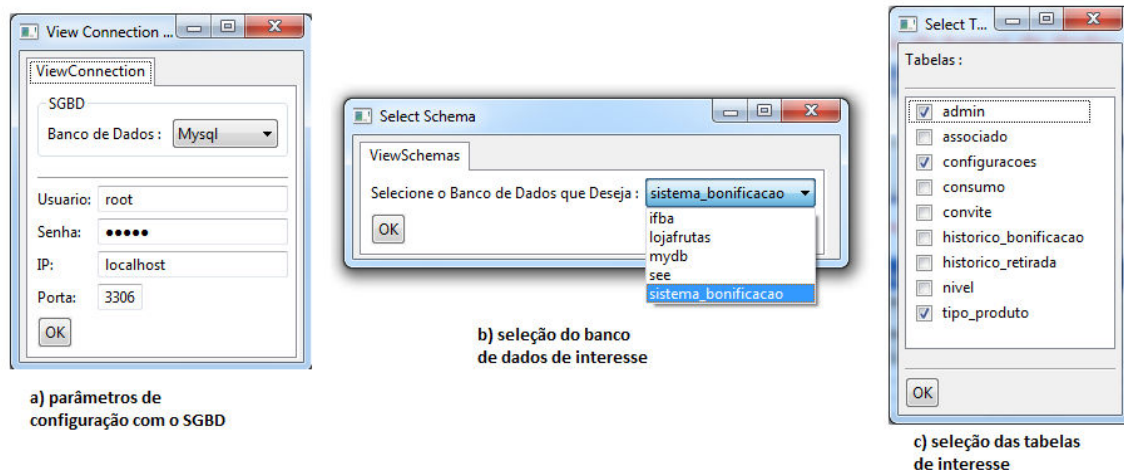 View Connection ...
ViewConnection
SGBD
Banco de Dados : Mysql
Usuario: root
Senha: •••••
IP: localhost
Porta: 3306
OK
a) parâmetros de
configuração com o SGBD
Select Schema
ViewSchemas
Selecione o Banco de Dados que Deseja : sistema_bonificacao
ifba
lojafrutas
mydb
see
sistema_bonificacao
OK
b) seleção do banco
de dados de interesse
Select T...
Tabelas :
admin
associado
configuracoes
consumo
convite
historico_bonificacao
historico_retirada
nivel
tipo_produto
OK
c) seleção das tabelas
de interesse